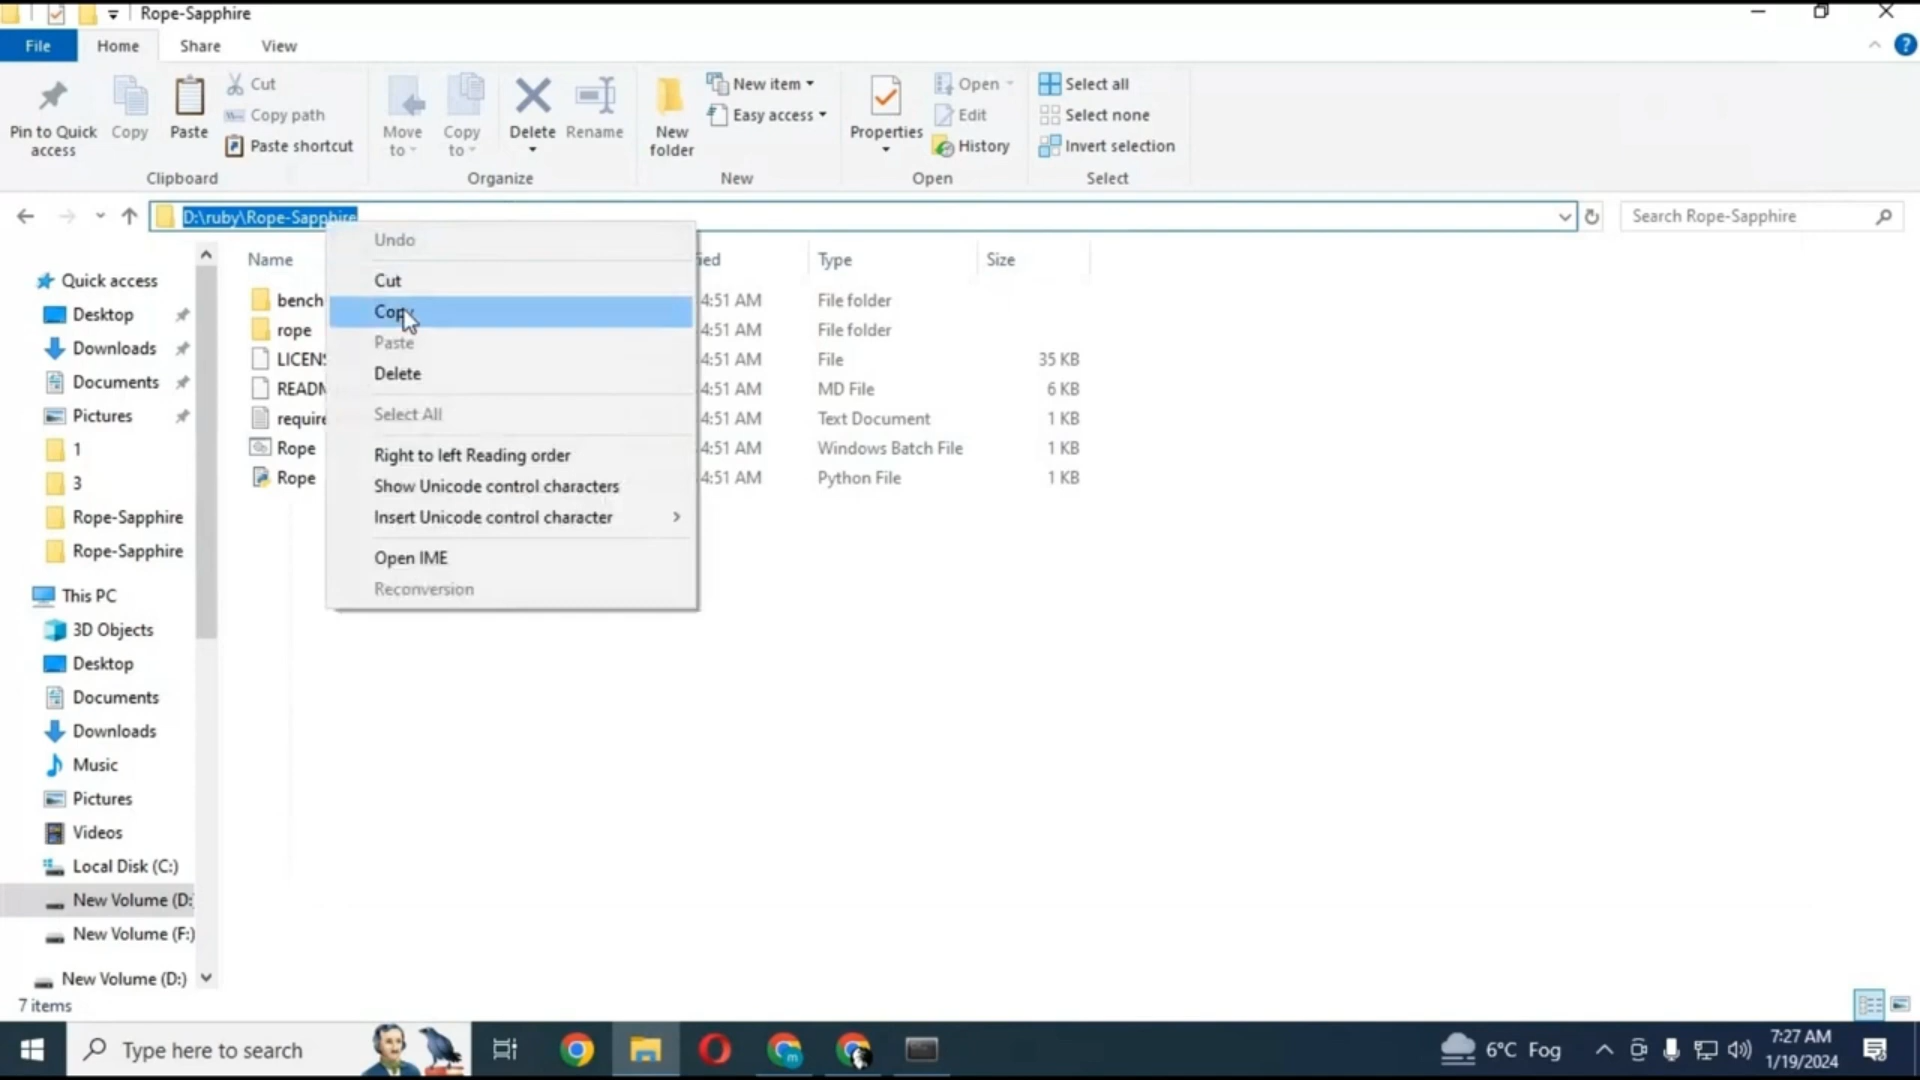 Rope-Sapphire
File Home Share View
Pin to Quick access
Copy
Paste
Cut
Copy path
Paste shortcut
Clipboard
Move to
Copy to
Delete
Rename
Organize
New folder
New item
Easy access
New
Properties
Open
Edit
History
Open
Select all
Select none
Invert selection
Select
D:\ruby\Rope-Sapphire
Search Rope-Sapphire
Quick access
Desktop
Downloads
Documents
Pictures
1
3
Rope-Sapphire
Rope-Sapphire
This PC
3D Objects
Desktop
Documents
Downloads
Music
Pictures
Videos
Local Disk (C:)
New Volume (D:
New Volume (F:)
New Volume (D:)
Name ied Type Size
bench 4:51 AM File folder
rope 4:51 AM File folder
LICENS 4:51 AM File 35 KB
READM 4:51 AM MD File 6 KB
require 4:51 AM Text Document 1 KB
Rope 4:51 AM Windows Batch File 1 KB
Rope 4:51 AM Python File 1 KB
Undo
Cut
Copy
Paste
Delete
Select All
Right to left Reading order
Show Unicode control characters
Insert Unicode control character
Open IME
Reconversion
7 items
Type here to search
m
6°C Fog
7:27 AM
1/19/2024